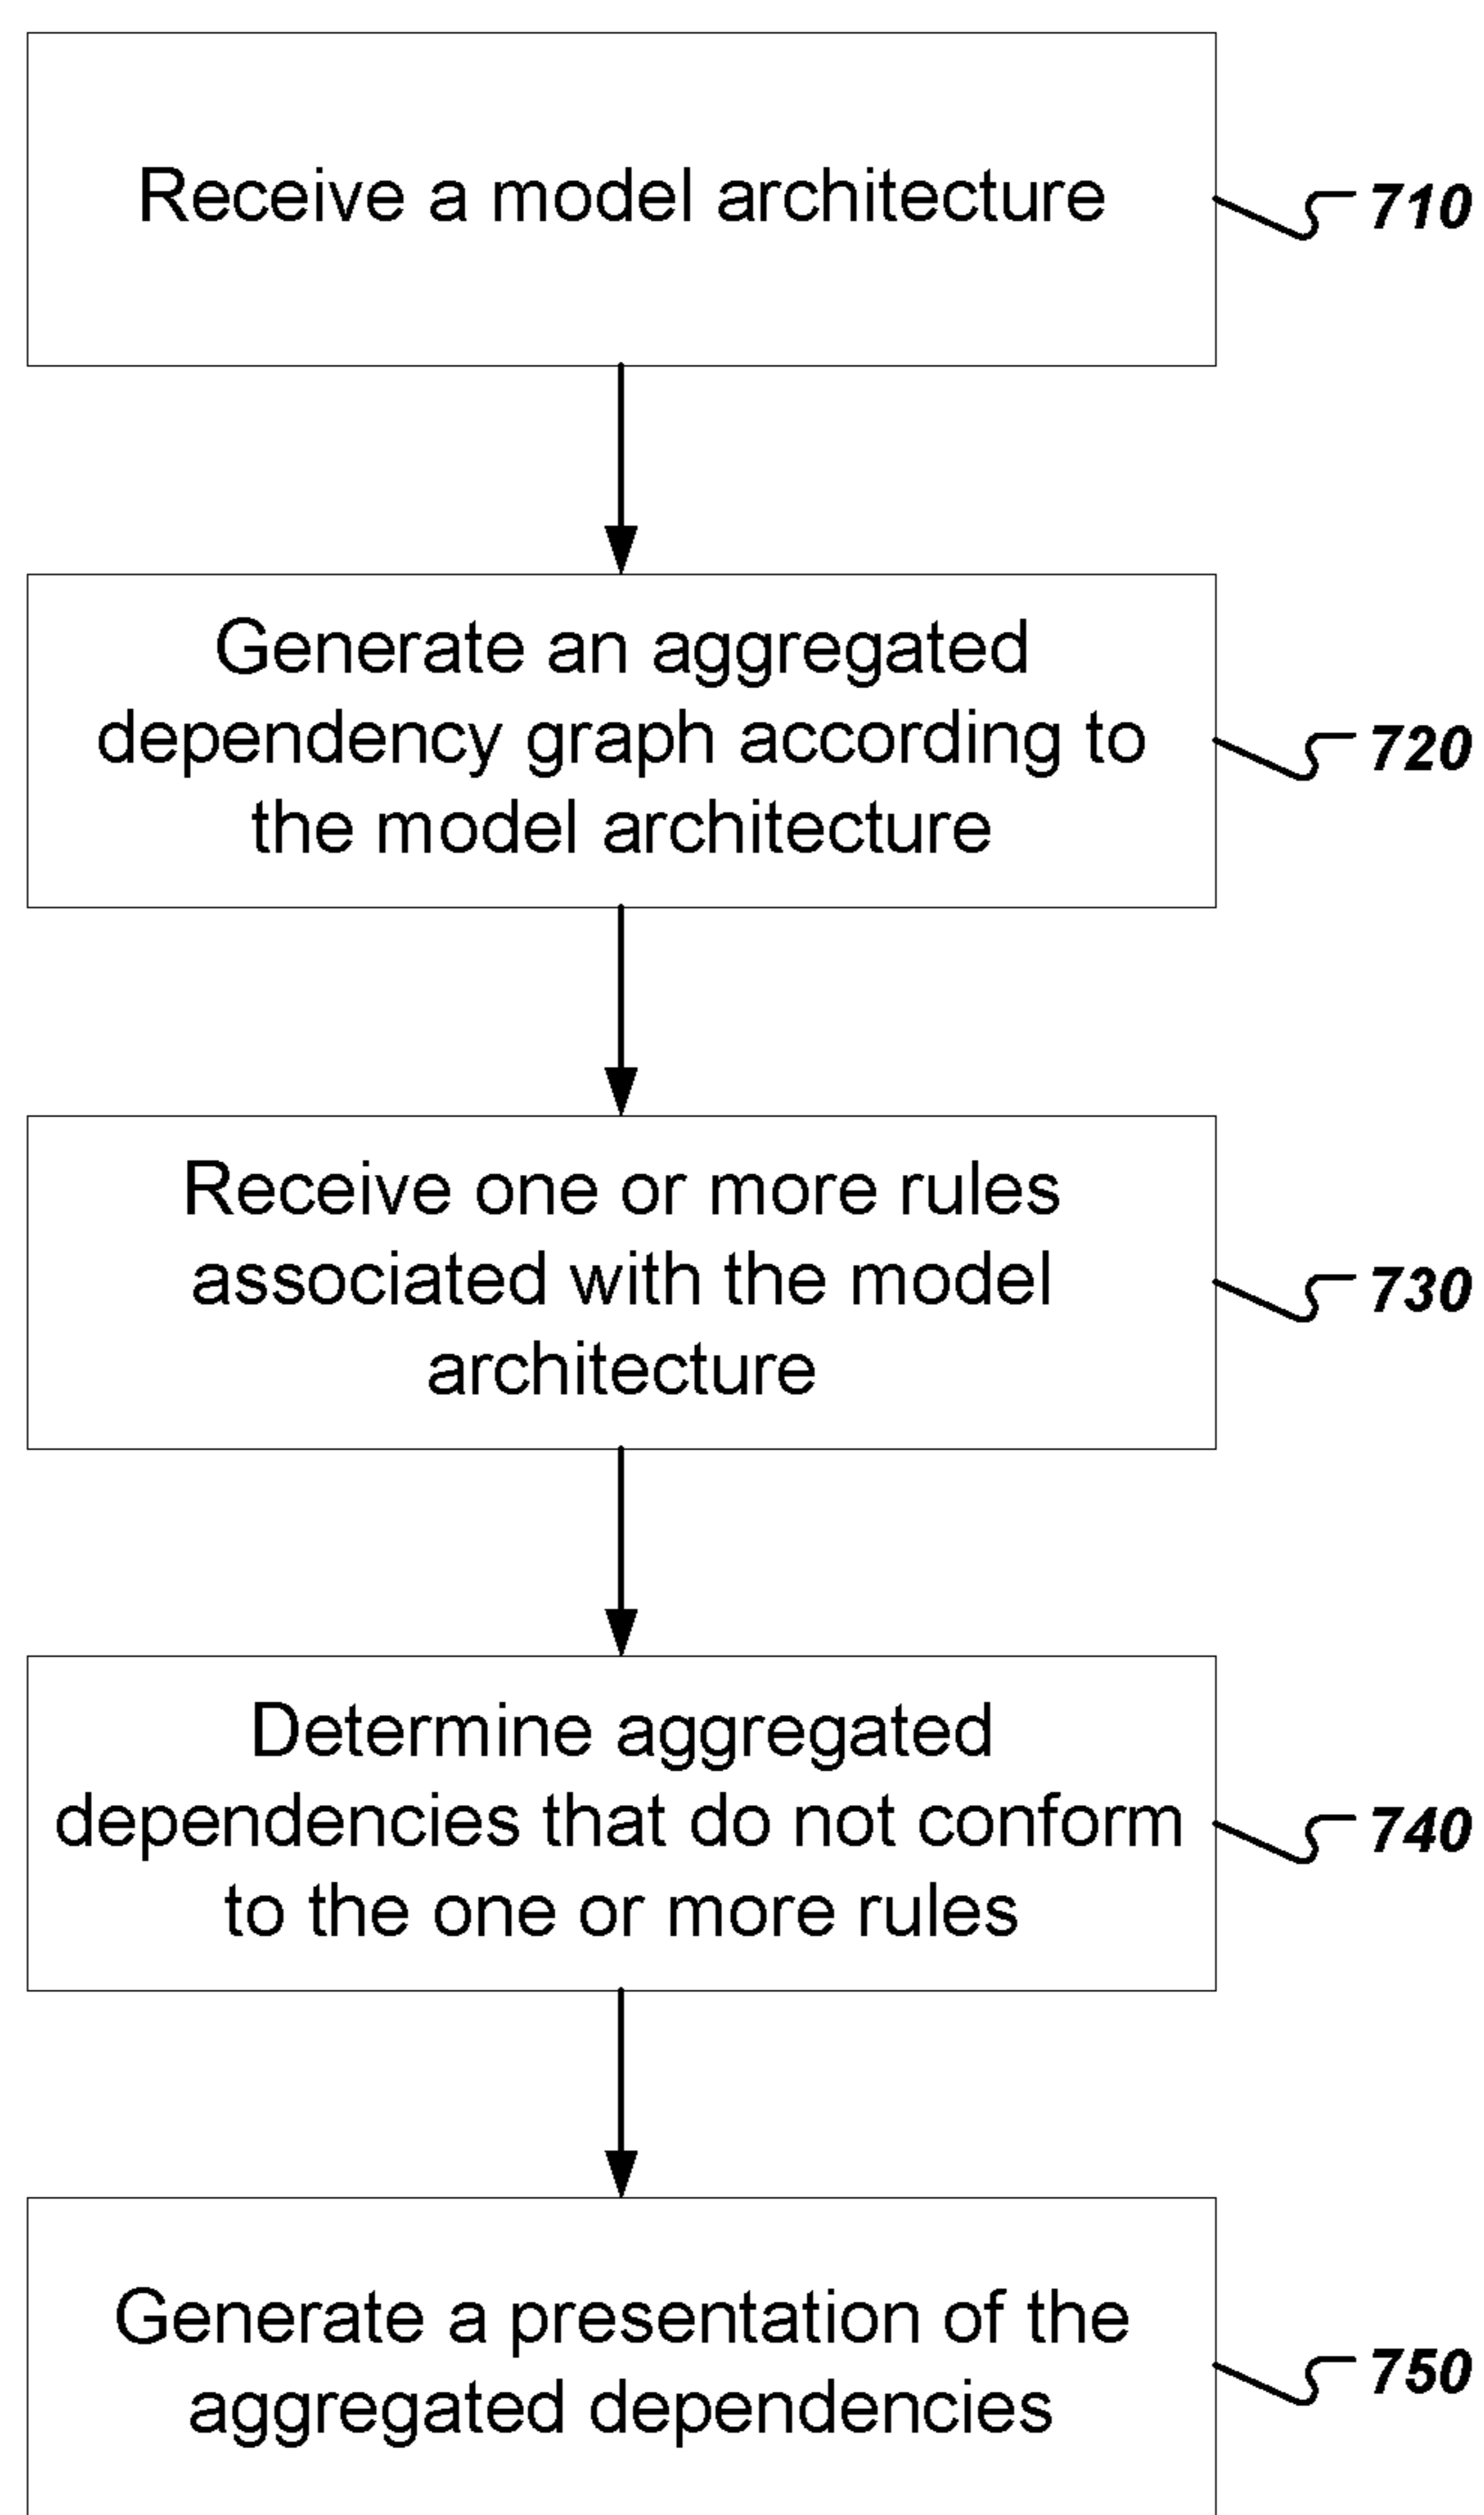 Receive a model architecture
710
Generate an aggregated
dependency graph according to
the model architecture
720
Receive one or more rules
associated with the model
architecture
730
Determine aggregated
dependencies that do not conform
to the one or more rules
740
Generate a presentation of the
aggregated dependencies
750